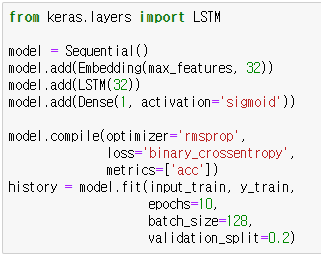 from keras.layers import LSTM

model = Sequential()
model.add(Embedding(max_features, 32))
model.add(LSTM(32))
model.add(Dense(1, activation='sigmoid'))

model.compile(optimizer='rmsprop',
              loss='binary_crossentropy',
              metrics=['acc'])
history = model.fit(input_train, y_train,
                    epochs=10,
                    batch_size=128,
                    validation_split=0.2)